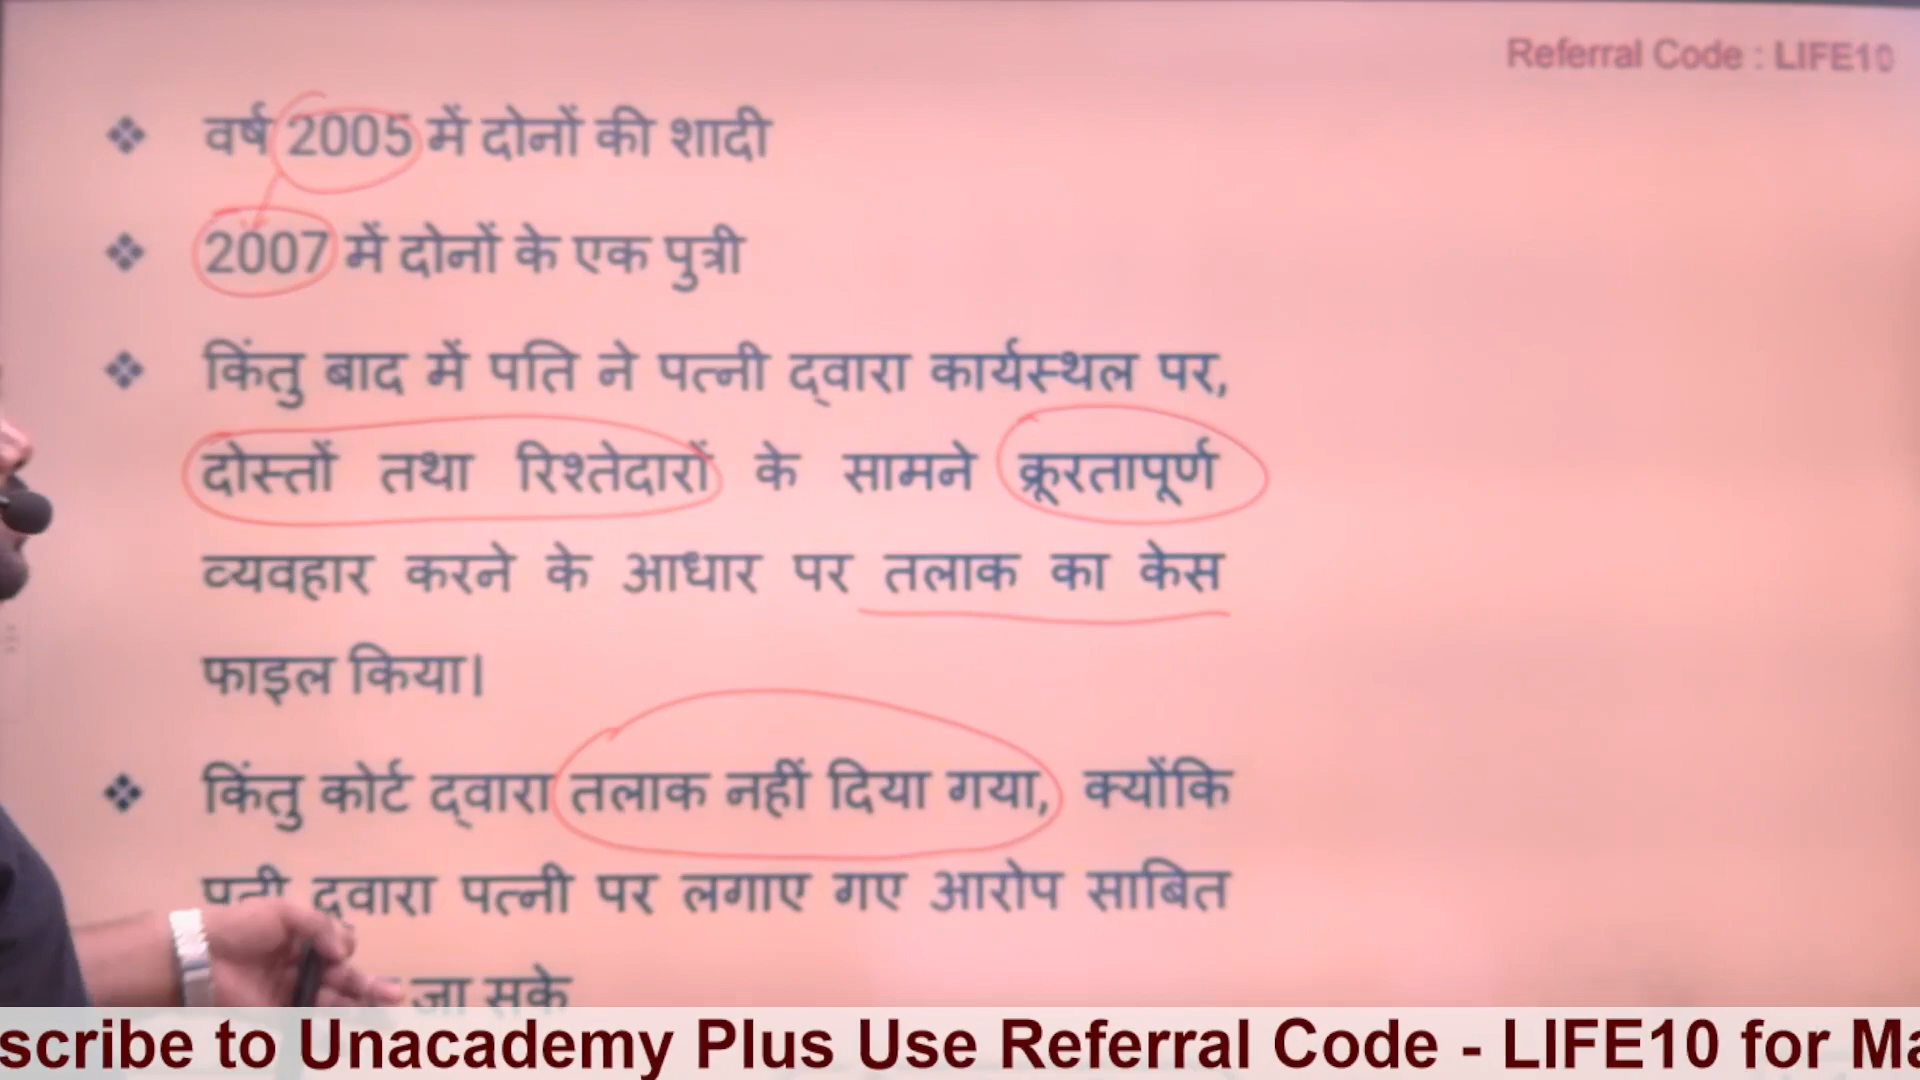 Referral Code : LIFE10
❖ वर्ष 2005 में दोनों की शादी
❖ 2007 में दोनों के एक पुत्री
❖ किंतु बाद में पति ने पत्नी द्वारा कार्यस्थल पर,
दोस्तों तथा रिश्तेदारों के सामने क्रूरतापूर्ण
व्यवहार करने के आधार पर तलाक का केस
फाइल किया।
❖ किंतु कोर्ट द्वारा तलाक नहीं दिया गया, क्योंकि
द्वारा पत्नी पर लगाए गए आरोप साबित
जा सके
scribe to Unacademy Plus Use Referral Code - LIFE10 for Ma